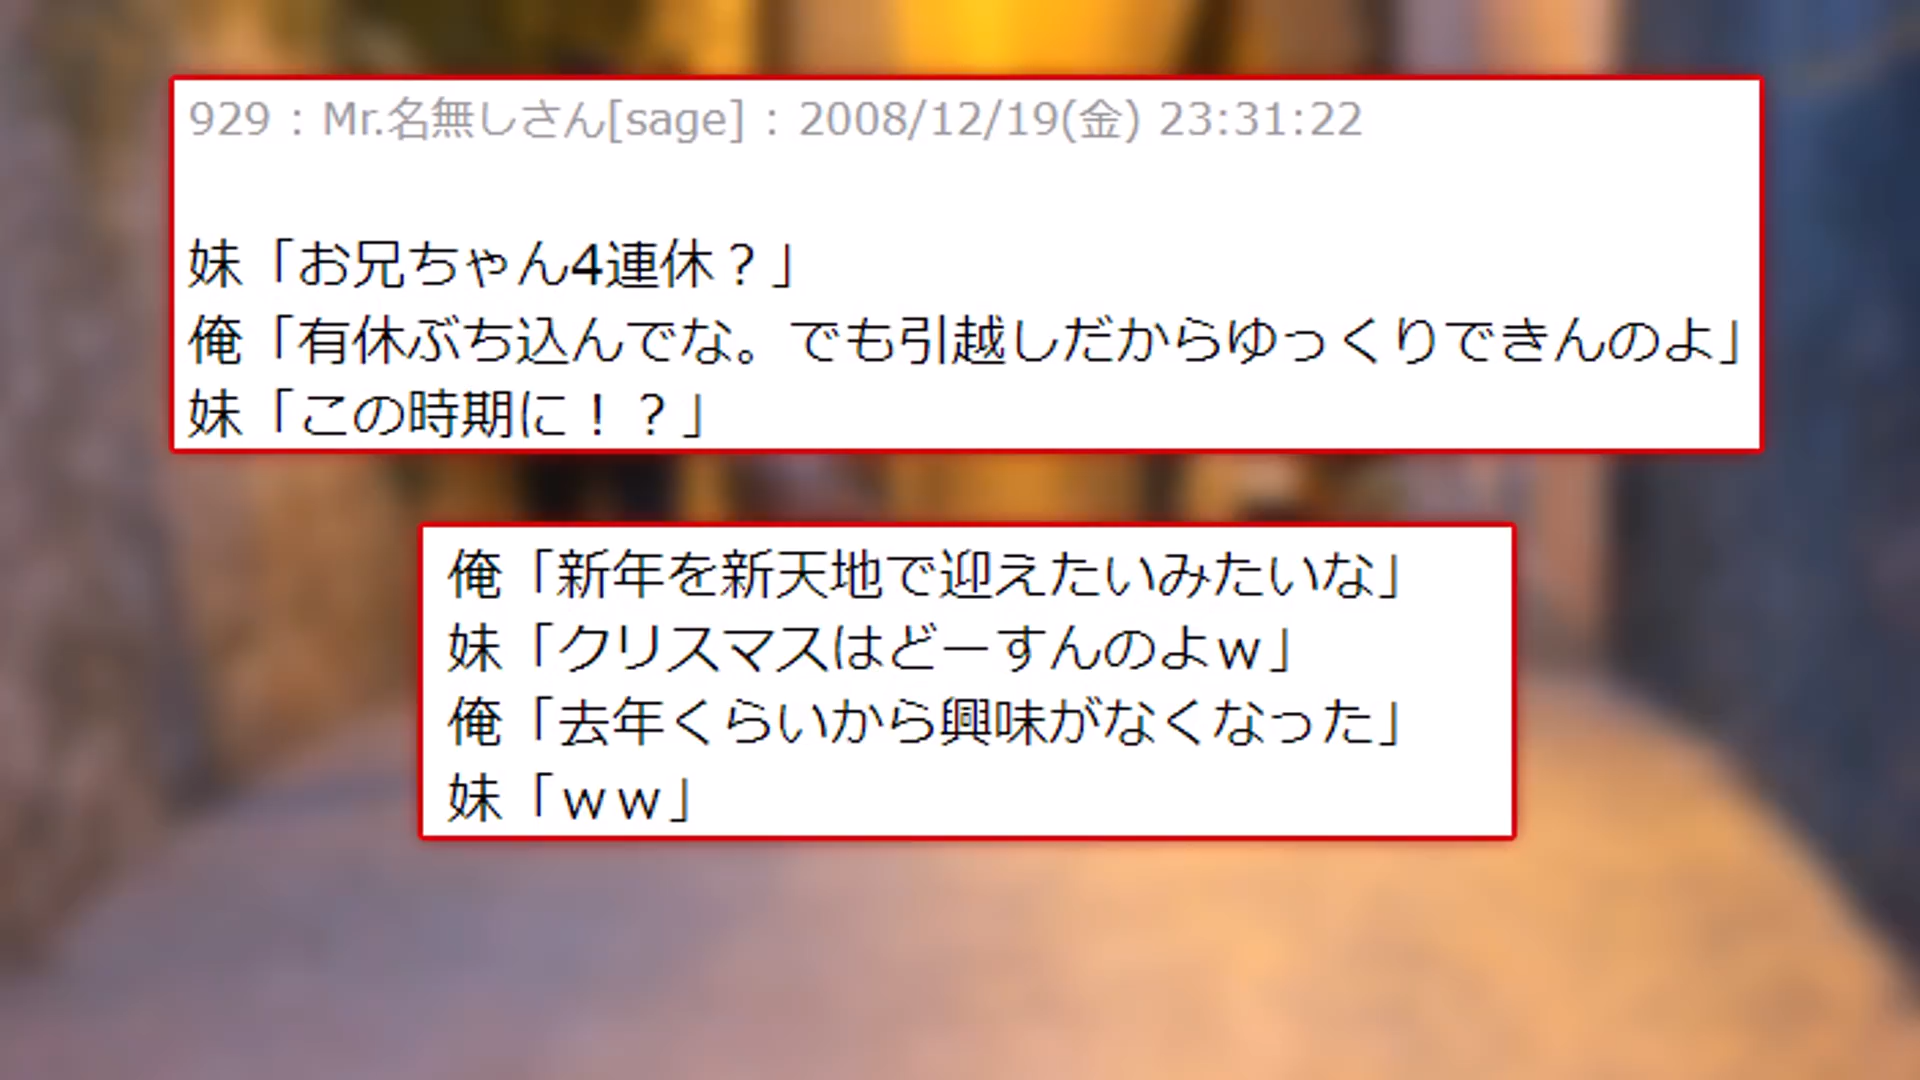 929 : Mr.名無しさん[sage] : 2008/12/19(金) 23:31:22
妹「お兄ちゃん4連休？」
俺「有休ぶち込んでな。でも引越しだからゆっくりできんのよ」
妹「この時期に！？」
俺「新年を新天地で迎えたいみたいな」
妹「クリスマスはどーすんのよｗ」
俺「去年くらいから興味がなくなった」
妹「ｗｗ」